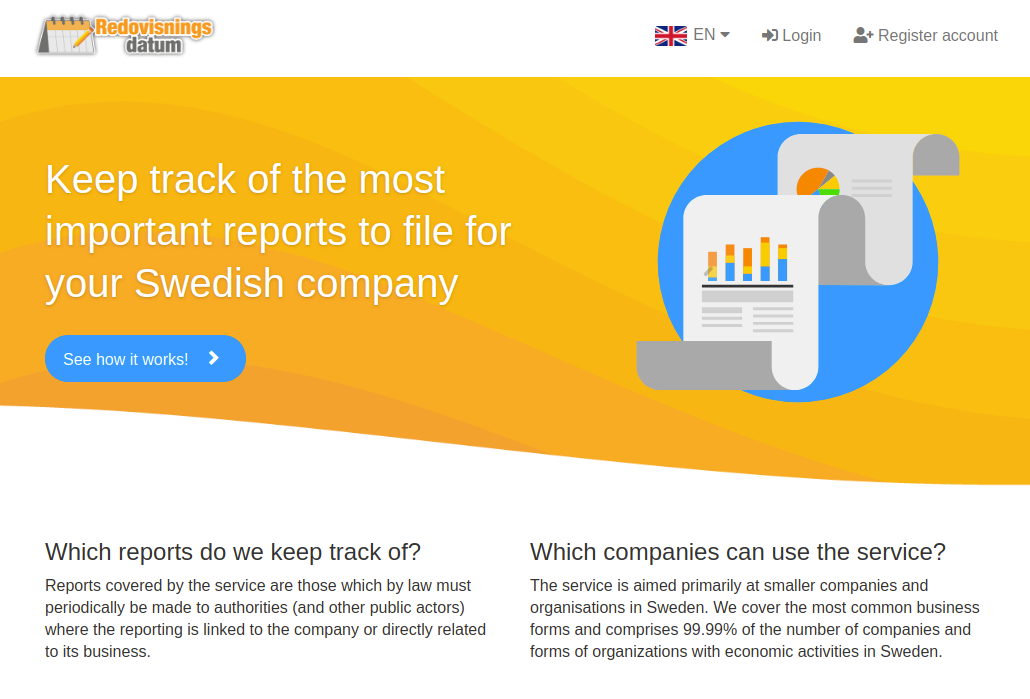 Redovisnings
datum
EN
Login
Register account
Keep track of the most
important reports to file for
your Swedish company
See how it works!
Which reports do we keep track of?
Reports covered by the service are those which by law must
periodically be made to authorities (and other public actors)
where the reporting is linked to the company or directly related
to its business.
Which companies can use the service?
The service is aimed primarily at smaller companies and
organisations in Sweden. We cover the most common business
forms and comprises 99.99% of the number of companies and
forms of organizations with economic activities in Sweden.